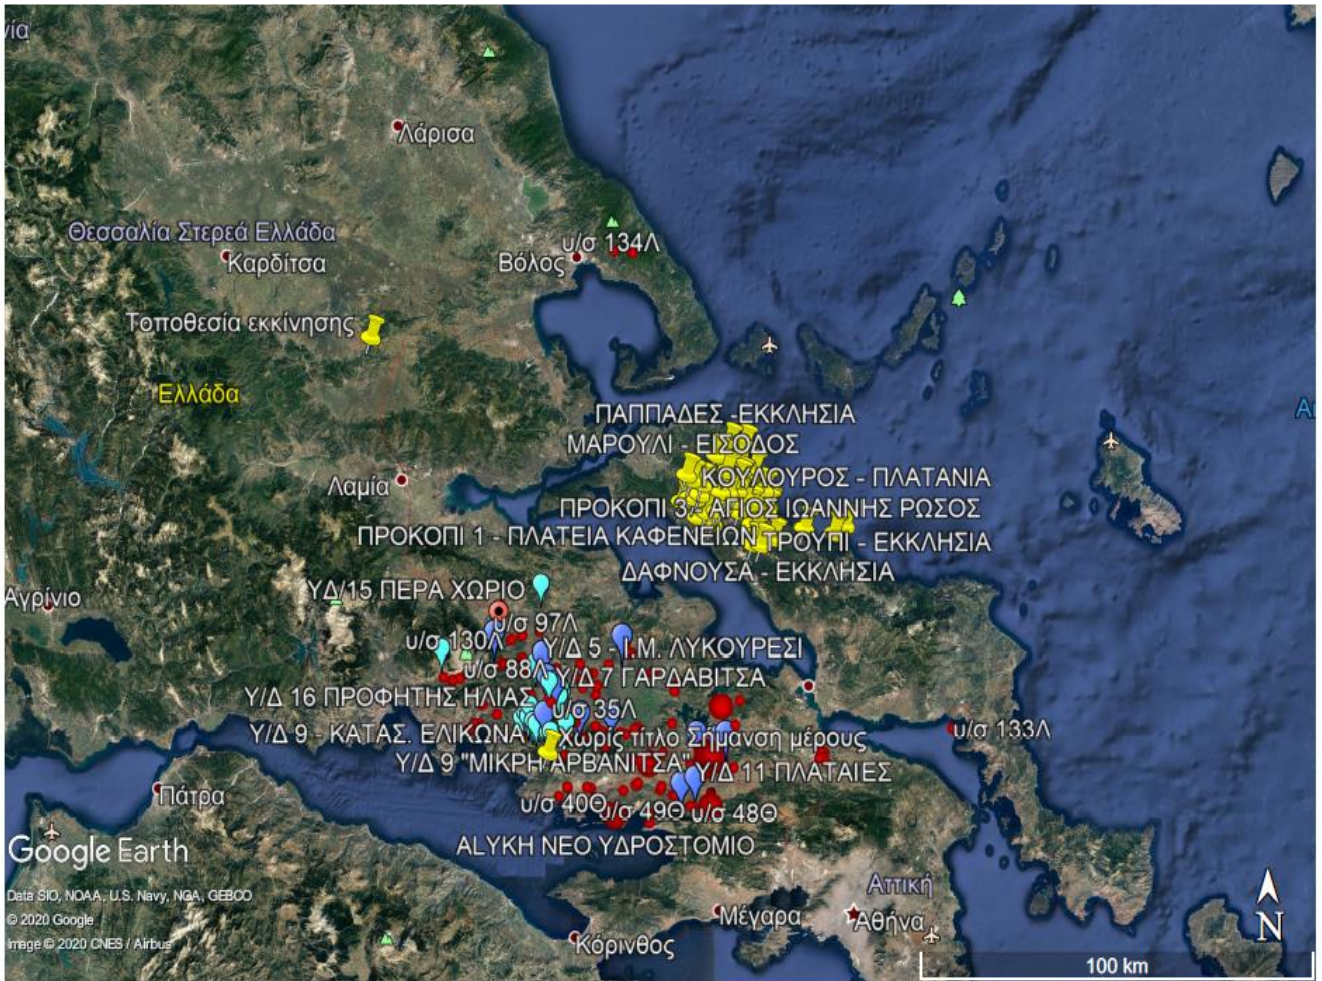 νία
Λάρισα
Θεσσαλία Στερεά Ελλάδα
Καρδίτσα
υ/σ 134Λ
Βόλος
Τοποθεσία εκκίνησης
Ελλάδα
ΠΑΠΠΑΔΕΣ -ΕΚΚΛΗΣΙΑ
ΜΑΡΟΥΛΙ - ΕΙΣΟΔΟΣ
ΚΟΥΛΟΥΡΟΣ - ΠΛΑΤΑΝΙΑ
Λαμία
ΠΡΟΚΟΠΙ 3 - ΑΓΙΟΣ ΙΩΑΝΝΗΣ ΡΩΣΟΣ
ΠΡΟΚΟΠΙ 1 - ΠΛΑΤΕΙΑ ΚΑΦΕΝΕΙΩΝ
ΤΡΟΥΠΙ - ΕΚΚΛΗΣΙΑ
ΔΑΦΝΟΥΣΑ - ΕΚΚΛΗΣΙΑ
Αγρίνιο
ΥΔ/15 ΠΕΡΑ ΧΩΡΙΟ
υ/σ 97Λ
υ/σ 130Λ
Υ/Δ 5 - Ι.Μ. ΛΥΚΟΥΡΕΣΙ
υ/σ 88Λ
Υ/Δ 7 ΓΑΡΔΑΒΙΤΣΑ
Υ/Δ 16 ΠΡΟΦΗΤΗΣ ΗΛΙΑΣ
υ/σ 35Λ
Υ/Δ 9 - ΚΑΤΑΣ. ΕΛΙΚΩΝΑ
Χωρίς τίτλο Σήμανση μέρους
υ/σ 133Λ
Υ/Δ 9 "ΜΙΚΡΗ ΑΡΒΑΝΙΤΣΑ"
Υ/Δ 11 ΠΛΑΤΑΙΕΣ
Πάτρα
υ/σ 40Θ
υ/σ 49Θ
υ/σ 48Θ
ALYKH ΝΕΟ ΥΔΡΟΣΤΟΜΙΟ
Google Earth
Αττική
Data SIO, NOAA, U.S. Navy, NGA, GEBCO
© 2020 Google
Image © 2020 CNES / Airbus
Μέγαρα
Αθήνα
Κόρινθος
N
100 km